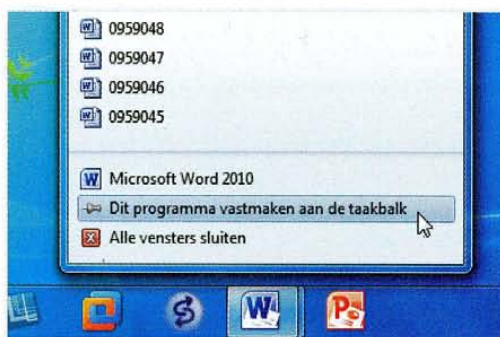 0959048
0959047
0959046
0959045
Microsoft Word 2010
Dit programma vastmaken aan de taakbalk
Alle vensters sluiten